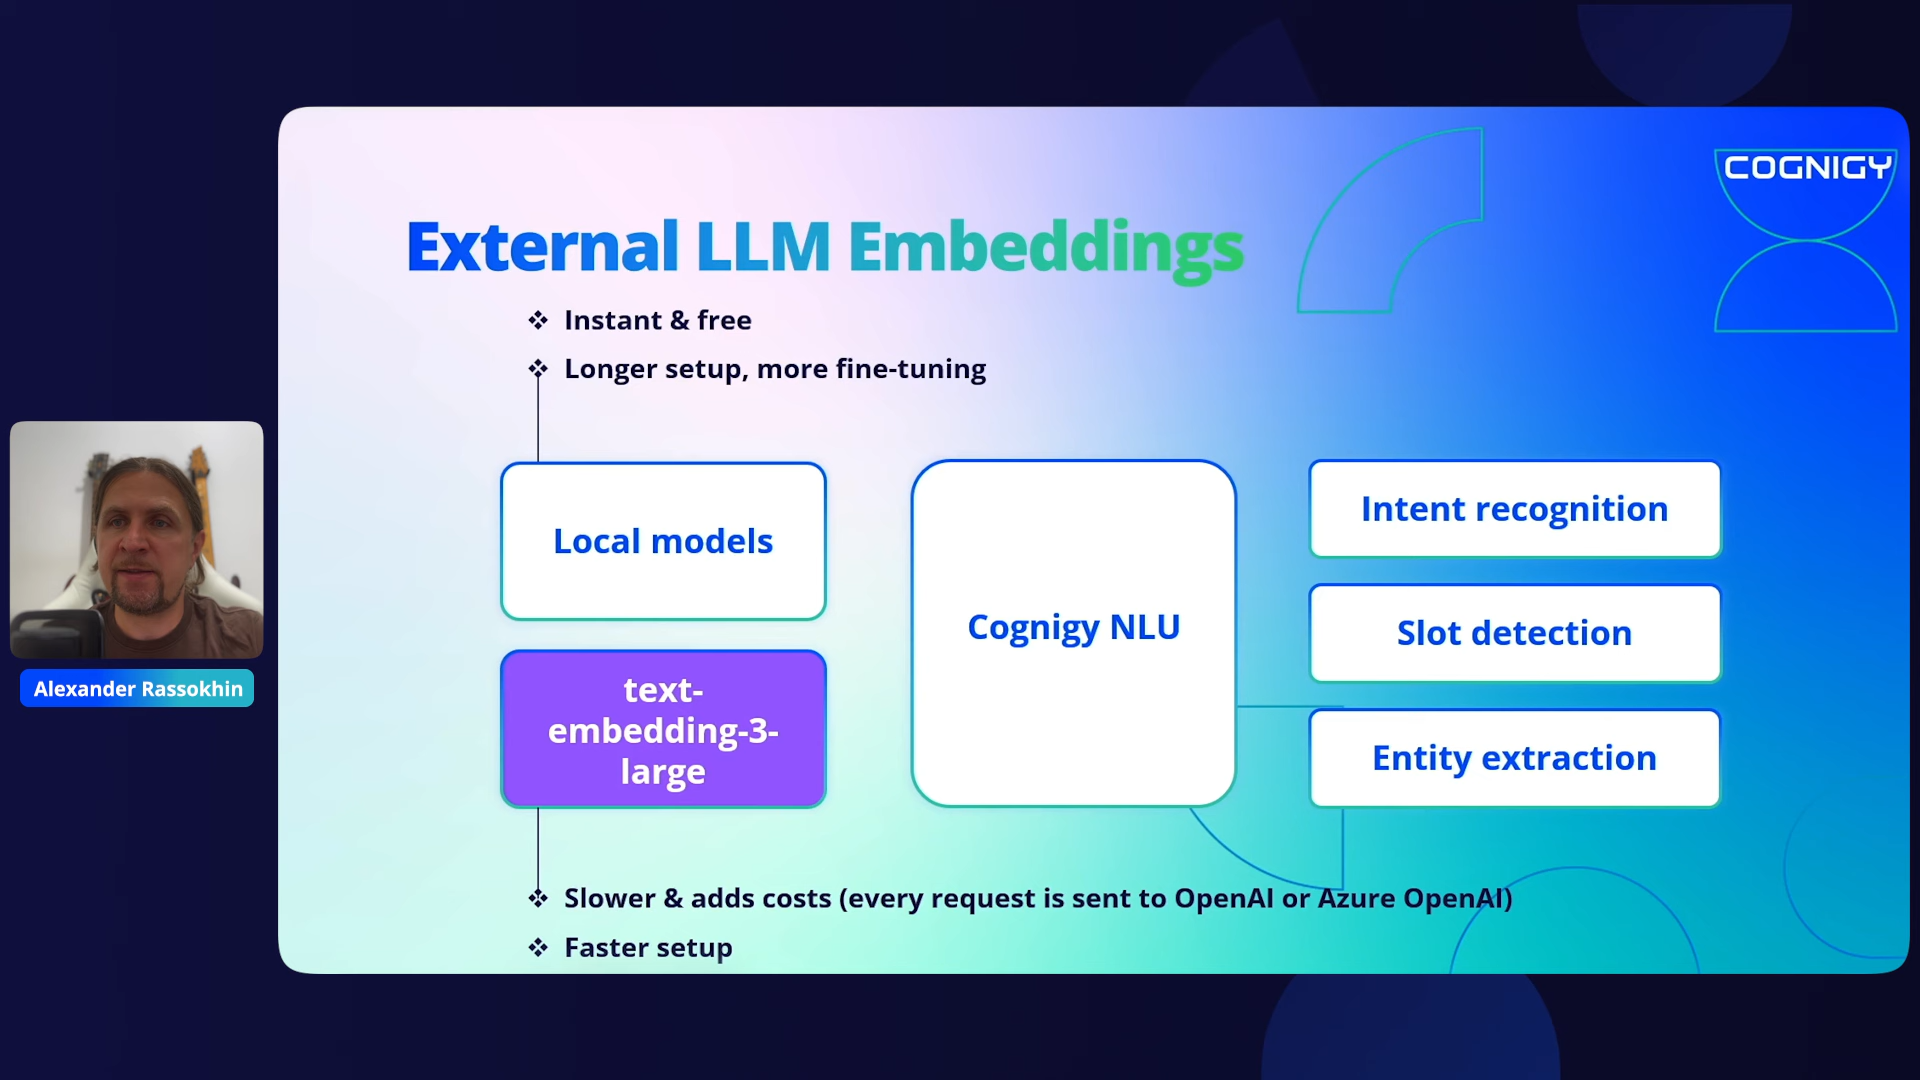 COGNIGY
External LLM Embeddings
❖ Instant & free
❖ Longer setup, more fine-tuning
Local models
text-
embedding-3-
large
Cognigy NLU
Intent recognition
Slot detection
Entity extraction
❖ Slower & adds costs (every request is sent to OpenAI or Azure OpenAI)
❖ Faster setup
Alexander Rassokhin